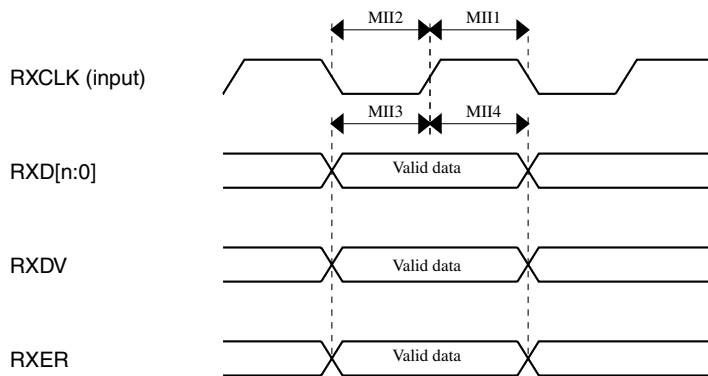 MII2 MII1
RXCLK (input)
MII3 MII4
RXD[n:0] Valid data
RXDV Valid data
RXER Valid data